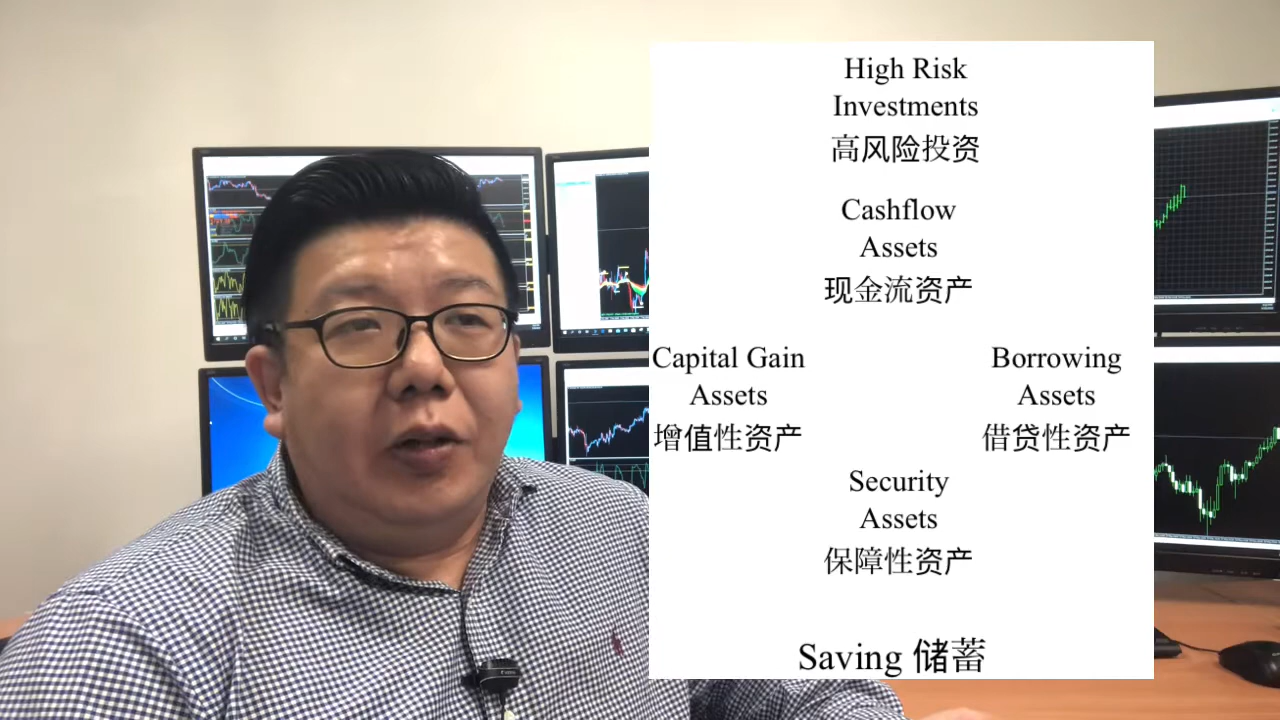 High Risk
Investments
高风险投资
Cashflow
Assets
现金流资产
Capital Gain
Assets
增值性资产
Borrowing
Assets
借贷性资产
Security
Assets
保障性资产
Saving 储蓄